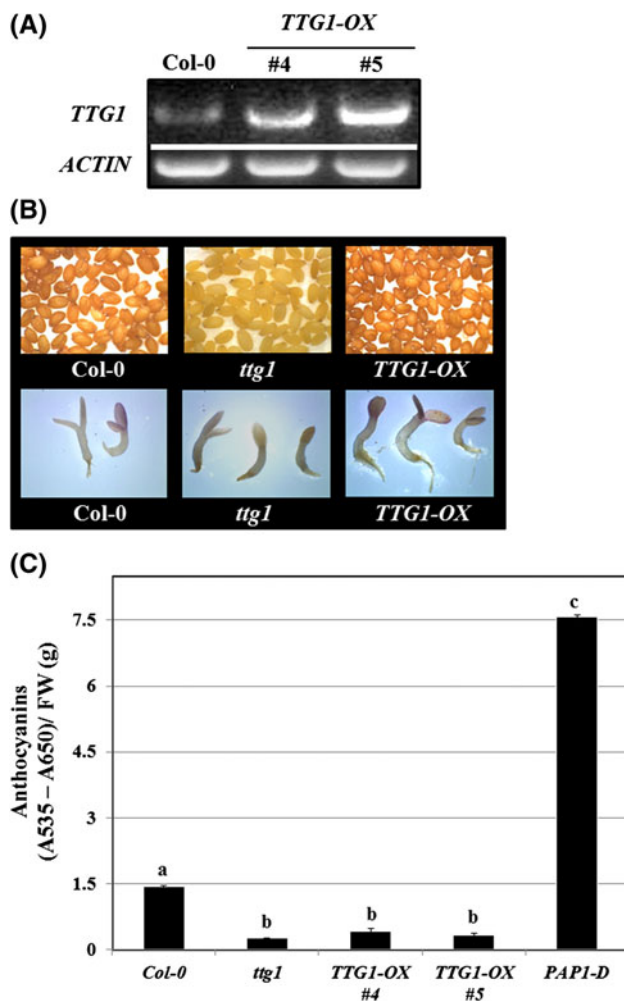 (A)
TTG1-OX
Col-0 #4 #5
TTG1
ACTIN
(B)
Col-0 ttg1 TTG1-OX
Col-0 ttg1 TTG1-OX
(C)
Anthocyanins
(A535 – A650)/ FW (g)
7.5
6
4.5
3
1.5
0
a
b
b
b
c
Col-0 ttg1 TTG1-OX #4 TTG1-OX #5 PAP1-D